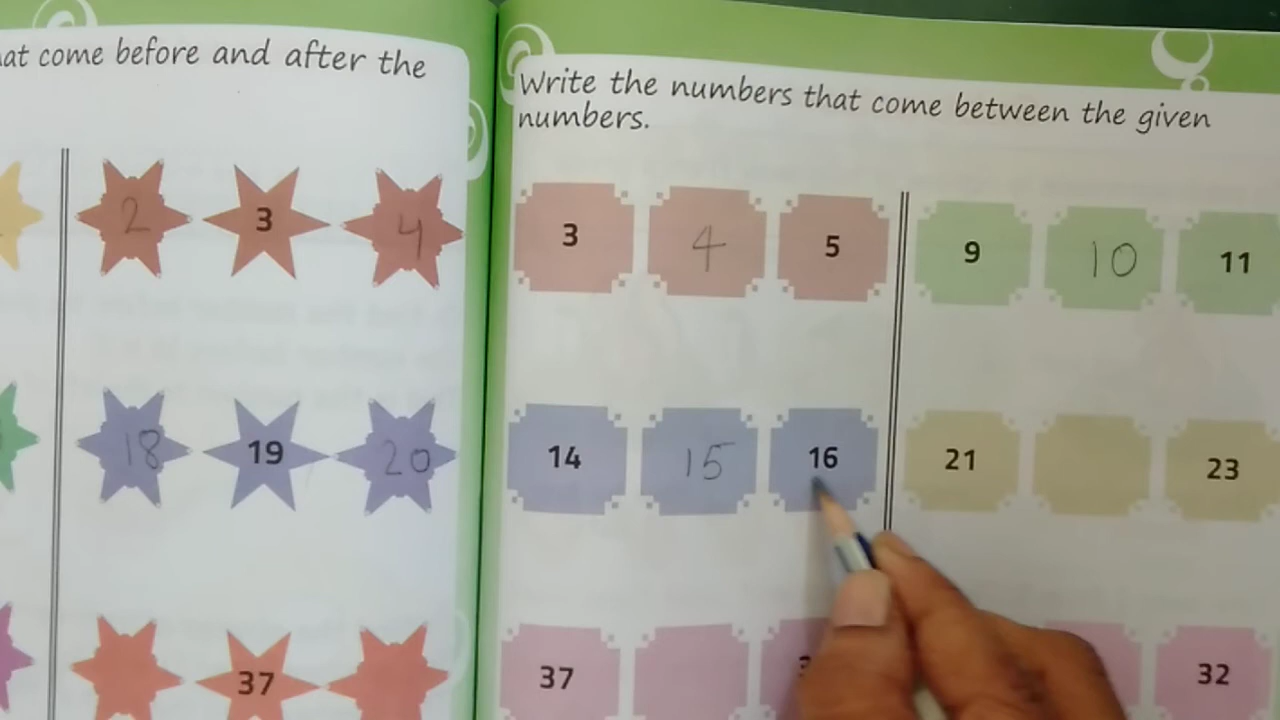 at come before and after the
2 3 4
18 19 20
37
Write the numbers that come between the given
numbers.
3 4 5 9 10 11
14 15 16 21 23
37 32